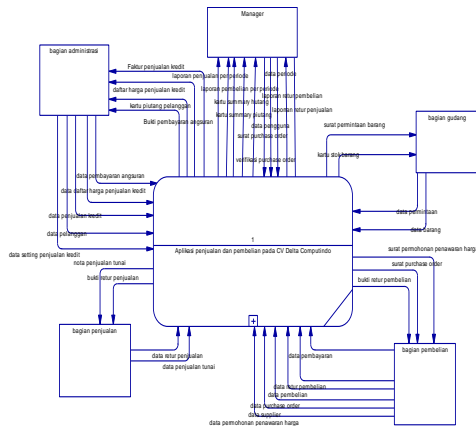 Manager
bagian administrasi
Faktur penjualan kredit
laporan penjualan per periode
data periode
daftar harga penjualan kredit
laporan pembelian per periode
laporan retur pembelian
kartu summary hutang
kartu piutang pelanggan
laporan retur penjualan
kartu summary piutang
Bukti pembayaran angsuran
data pengguna
surat purchase order
verifikasi purchase order
bagian gudang
surat permintaan barang
kartu stok barang
data pembayaran angsuran
data daftar harga penjualan kredit
data penjualan kredit
data pelanggan
data setting penjualan kredit
data permintaan
data barang
1
Aplikasi penjualan dan pembelian pada CV Delta Computindo
surat permohonan penawaran harga
surat purchase order
bukti retur pembelian
nota penjualan tunai
bukti retur penjualan
+
bagian penjualan
data retur penjualan
data penjualan tunai
bagian pembelian
data pembayaran
data retur pembelian
data pembelian
data purchase order
data supplier
data permohonan penawaran harga